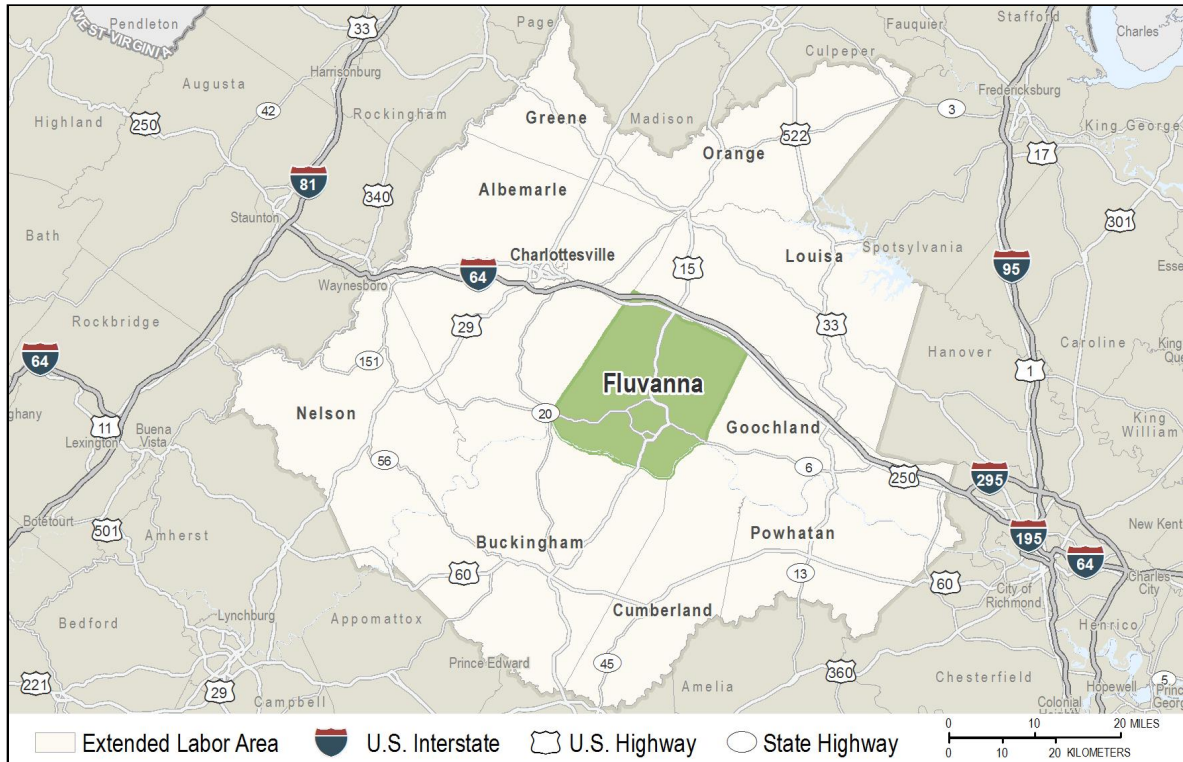 Pendleton
WEST VIRGINIA
33
Page
Fauquier
Stafford
Charles
Culpeper
Harrisonburg
Augusta
42
Rockingham
Highland
250
Greene
Madison
522
3
Fredericksburg
King George
Orange
17
81
Albemarle
340
Staunton
301
Bath
Charlottesville
Louisa
Spotsylvania
64
15
95
Esse
Waynesboro
29
33
Rockbridge
Hanover
Caroline
64
151
1
King
Que
Fluvanna
ghany
Nelson
20
Goochland
11
Buena
Vista
Lexington
King
William
56
6
250
295
Botetourt
501
Amherst
Powhatan
195
New Kent
Buckingham
64
60
13
60
City of
Richmond
Charles
City
Bedford
Lynchburg
Appomattox
Cumberland
Henrico
Prince Edward
45
360
221
29
Amelia
Chesterfield
Hopewell
5
Campbell
Colonial
Princ
Georg
Extended Labor Area
U.S. Interstate
U.S. Highway
State Highway
0 10 20 MILES
0 10 20 KILOMETERS